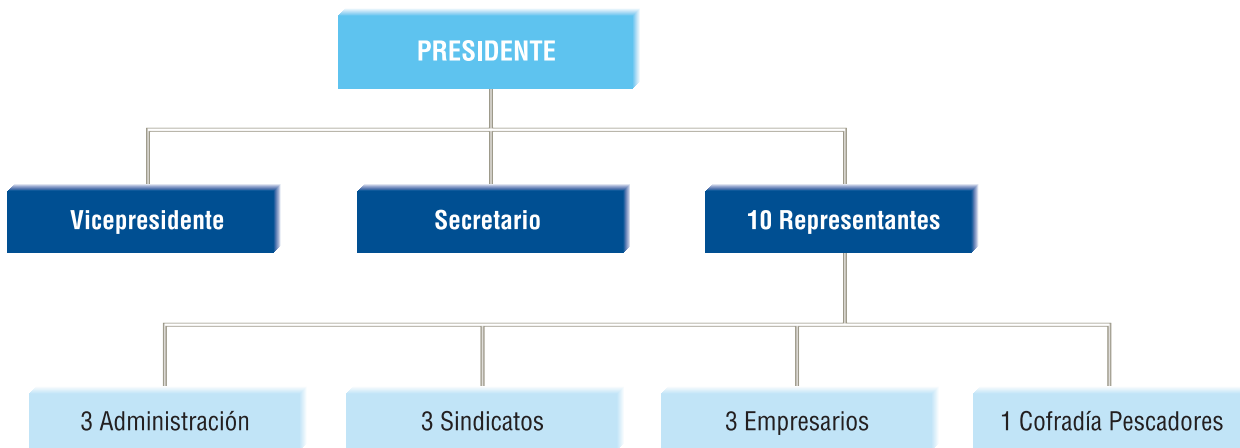 PRESIDENTE
Vicepresidente
Secretario
10 Representantes
3 Administración
3 Sindicatos
3 Empresarios
1 Cofradía Pescadores